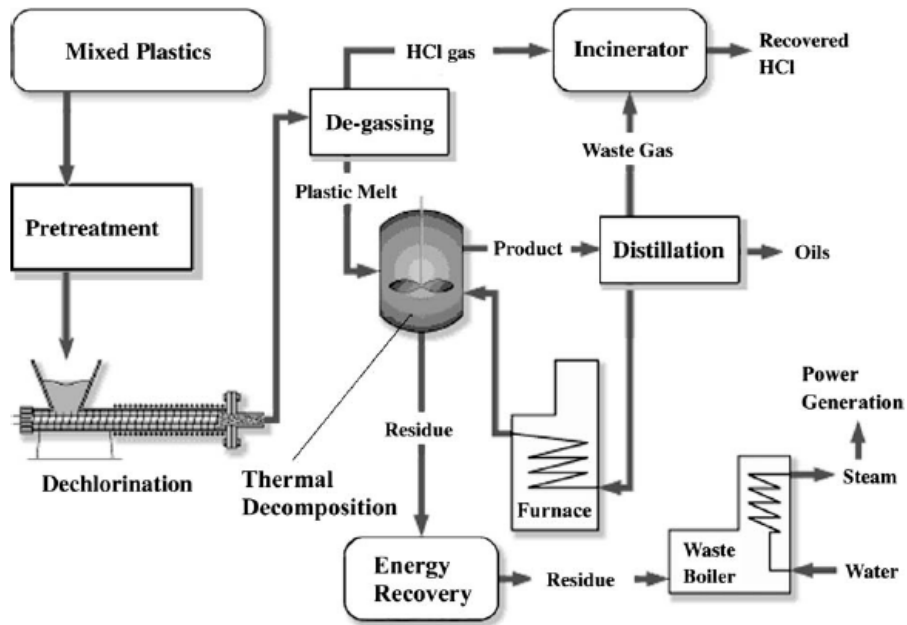 Mixed Plastics
HCl gas
Incinerator
Recovered
HCl
De-gassing
Waste Gas
Plastic Melt
Pretreatment
Product
Distillation
Oils
Power
Generation
Residue
Thermal
Decomposition
Dechlorination
Furnace
Steam
Energy
Recovery
Residue
Waste
Boiler
Water